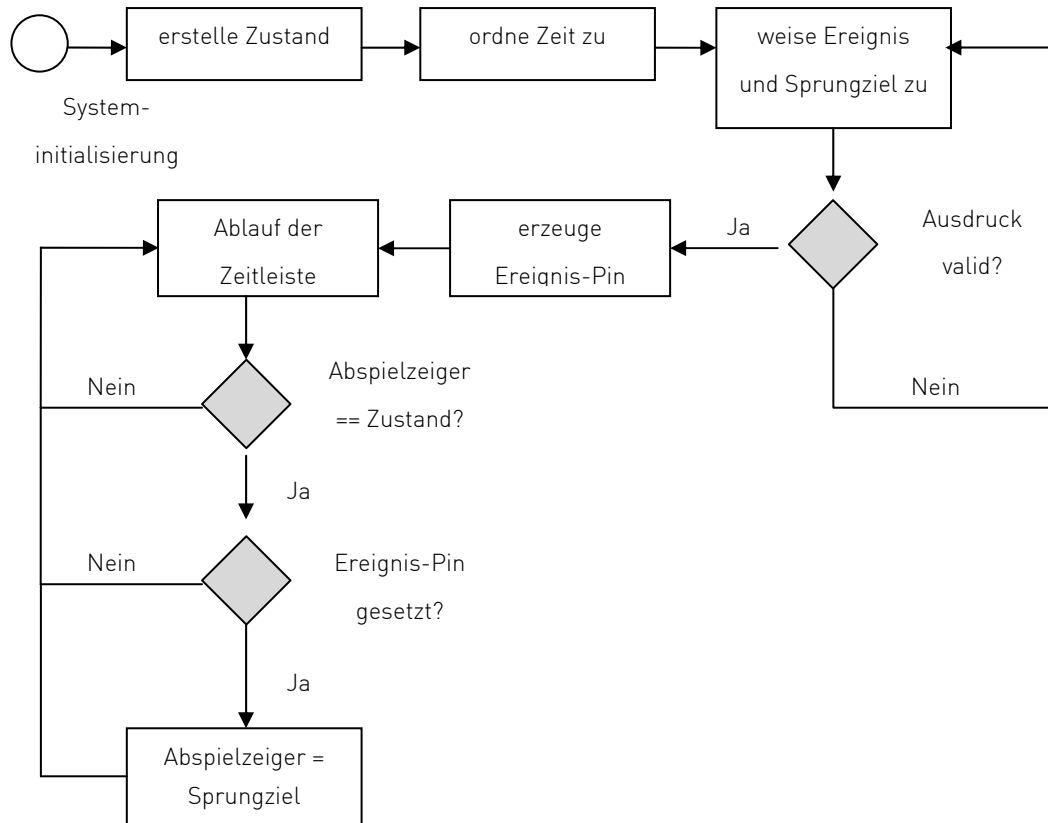 erstelle Zustand
ordne Zeit zu
weise Ereignis
und Sprungziel zu
System-
initialisierung
Ablauf der
Zeitleiste
erzeuge
Ereignis-Pin
Ja
Ausdruck
valid?
Nein
Abspielzeiger
== Zustand?
Nein
Ja
Nein
Ereignis-Pin
gesetzt?
Ja
Abspielzeiger =
Sprungziel